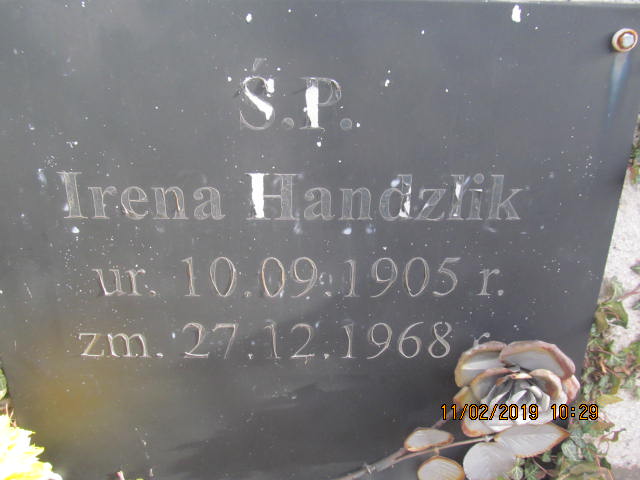 Ś.P.
Irena Handzlik
ur. 10.09.1905 r.
zm. 27.12.1968 r.
11/02/2019 10:29